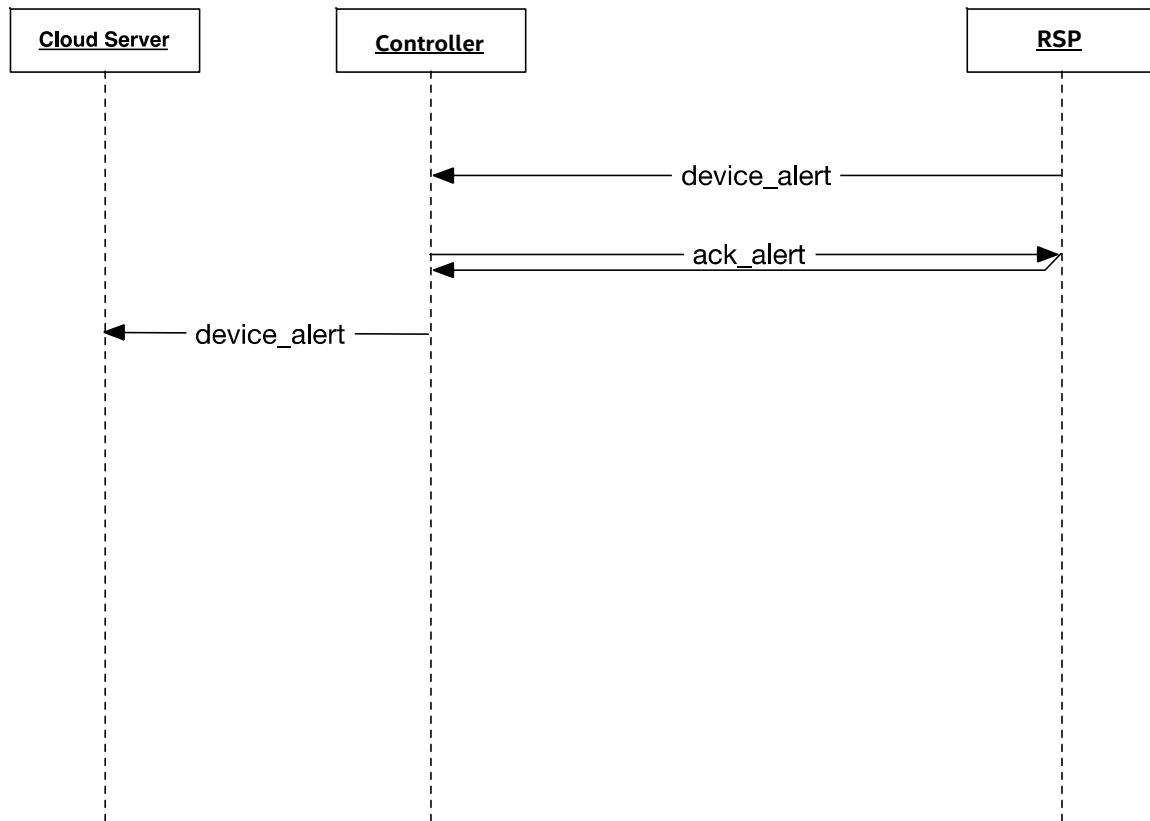 Cloud Server
Controller
RSP
device_alert
ack_alert
device_alert